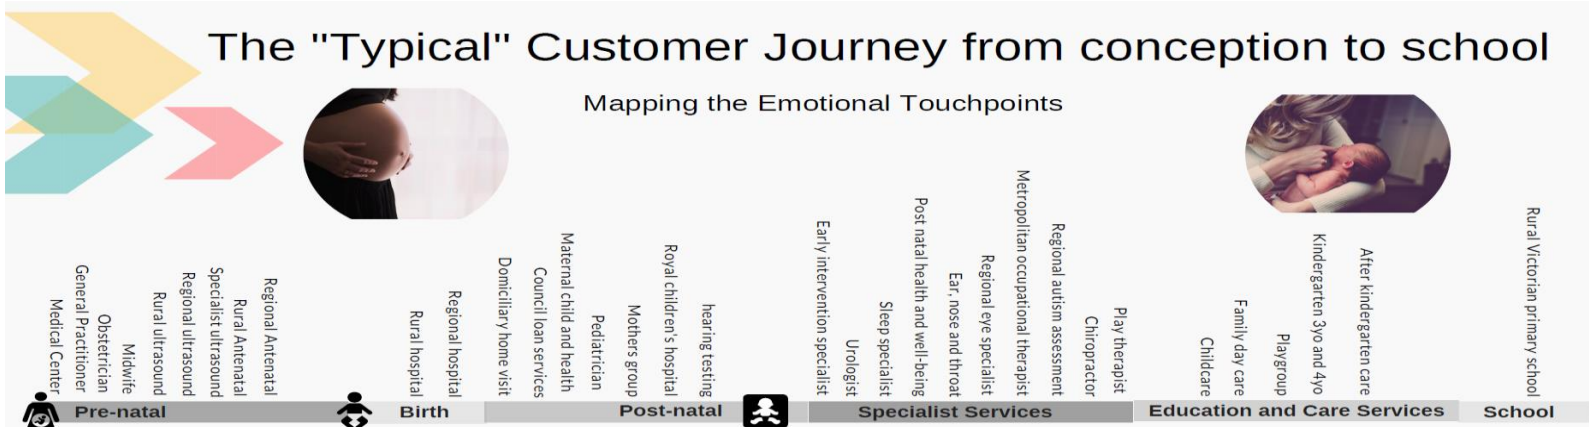 The "Typical" Customer Journey from conception to school
Mapping the Emotional Touchpoints
Medical Center
General Practitioner
Obstetrician
Midwife
Rural ultrasound
Regional ultrasound
Specialist ultrasound
Rural Antenatal
Regional Antenatal
Rural hospital
Regional hospital
Domiciliary home visit
Council loan services
Maternal child and health
Pediatrician
Mothers group
Royal children's hospital
hearing testing
Early intervention specialist
Urologist
Sleep specialist
Post natal health and well-being
Ear, nose and throat
Regional eye specialist
Metropolitan occupational therapist
Regional autism assessment
Chiropractor
Play therapist
Childcare
Family day care
Playgroup
Kindergarten 3yo and 4yo
After kindergarten care
Rural Victorian primary school
Pre-natal
Birth
Post-natal
Specialist Services
Education and Care Services
School